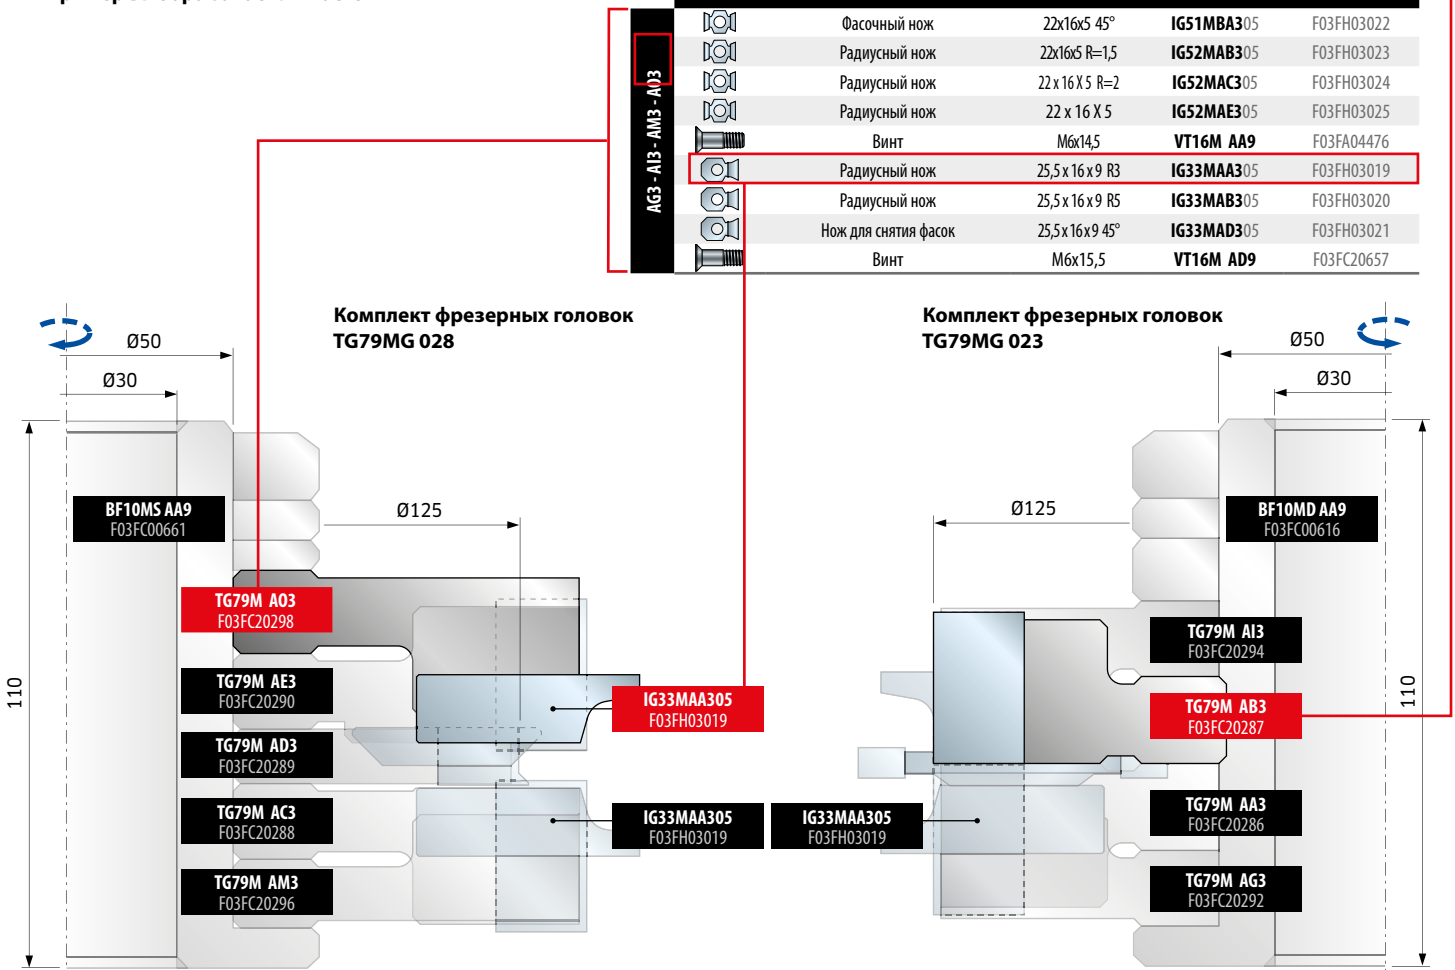 Фасочный нож 22x16x5 45° IG51MBA305 F03FH03022
Радиусный нож 22x16x5 R=1,5 IG52MAB305 F03FH03023
Радиусный нож 22 x 16 X 5 R=2 IG52MAC305 F03FH03024
Радиусный нож 22 x 16 X 5 IG52MAE305 F03FH03025
Винт M6x14,5 VT16M AA9 F03FA04476
Радиусный нож 25,5 x 16 x 9 R3 IG33MAA305 F03FH03019
Радиусный нож 25,5 x 16 x 9 R5 IG33MAB305 F03FH03020
Нож для снятия фасок 25,5 x 16 x 9 45° IG33MAD305 F03FH03021
Винт M6x15,5 VT16M AD9 F03FC20657
AG3 - AI3 - AM3 - AO3
Комплект фрезерных головок
TG79MG 028
Ø50
Ø30
110
BF10MS AA9
F03FC00661
Ø125
TG79M AO3
F03FC20298
TG79M AE3
F03FC20290
TG79M AD3
F03FC20289
TG79M AC3
F03FC20288
TG79M AM3
F03FC20296
IG33MAA305
F03FH03019
IG33MAA305
F03FH03019
Комплект фрезерных головок
TG79MG 023
Ø50
Ø30
Ø125
BF10MD AA9
F03FC00616
TG79M AI3
F03FC20294
TG79M AB3
F03FC20287
TG79M AA3
F03FC20286
TG79M AG3
F03FC20292
IG33MAA305
F03FH03019
110